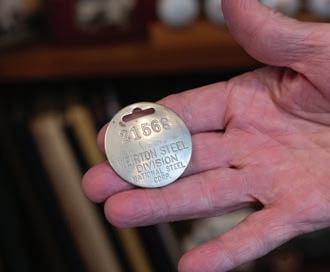 21568
WEIRTON STEEL
DIVISION
NATIONAL STEEL
CORP.